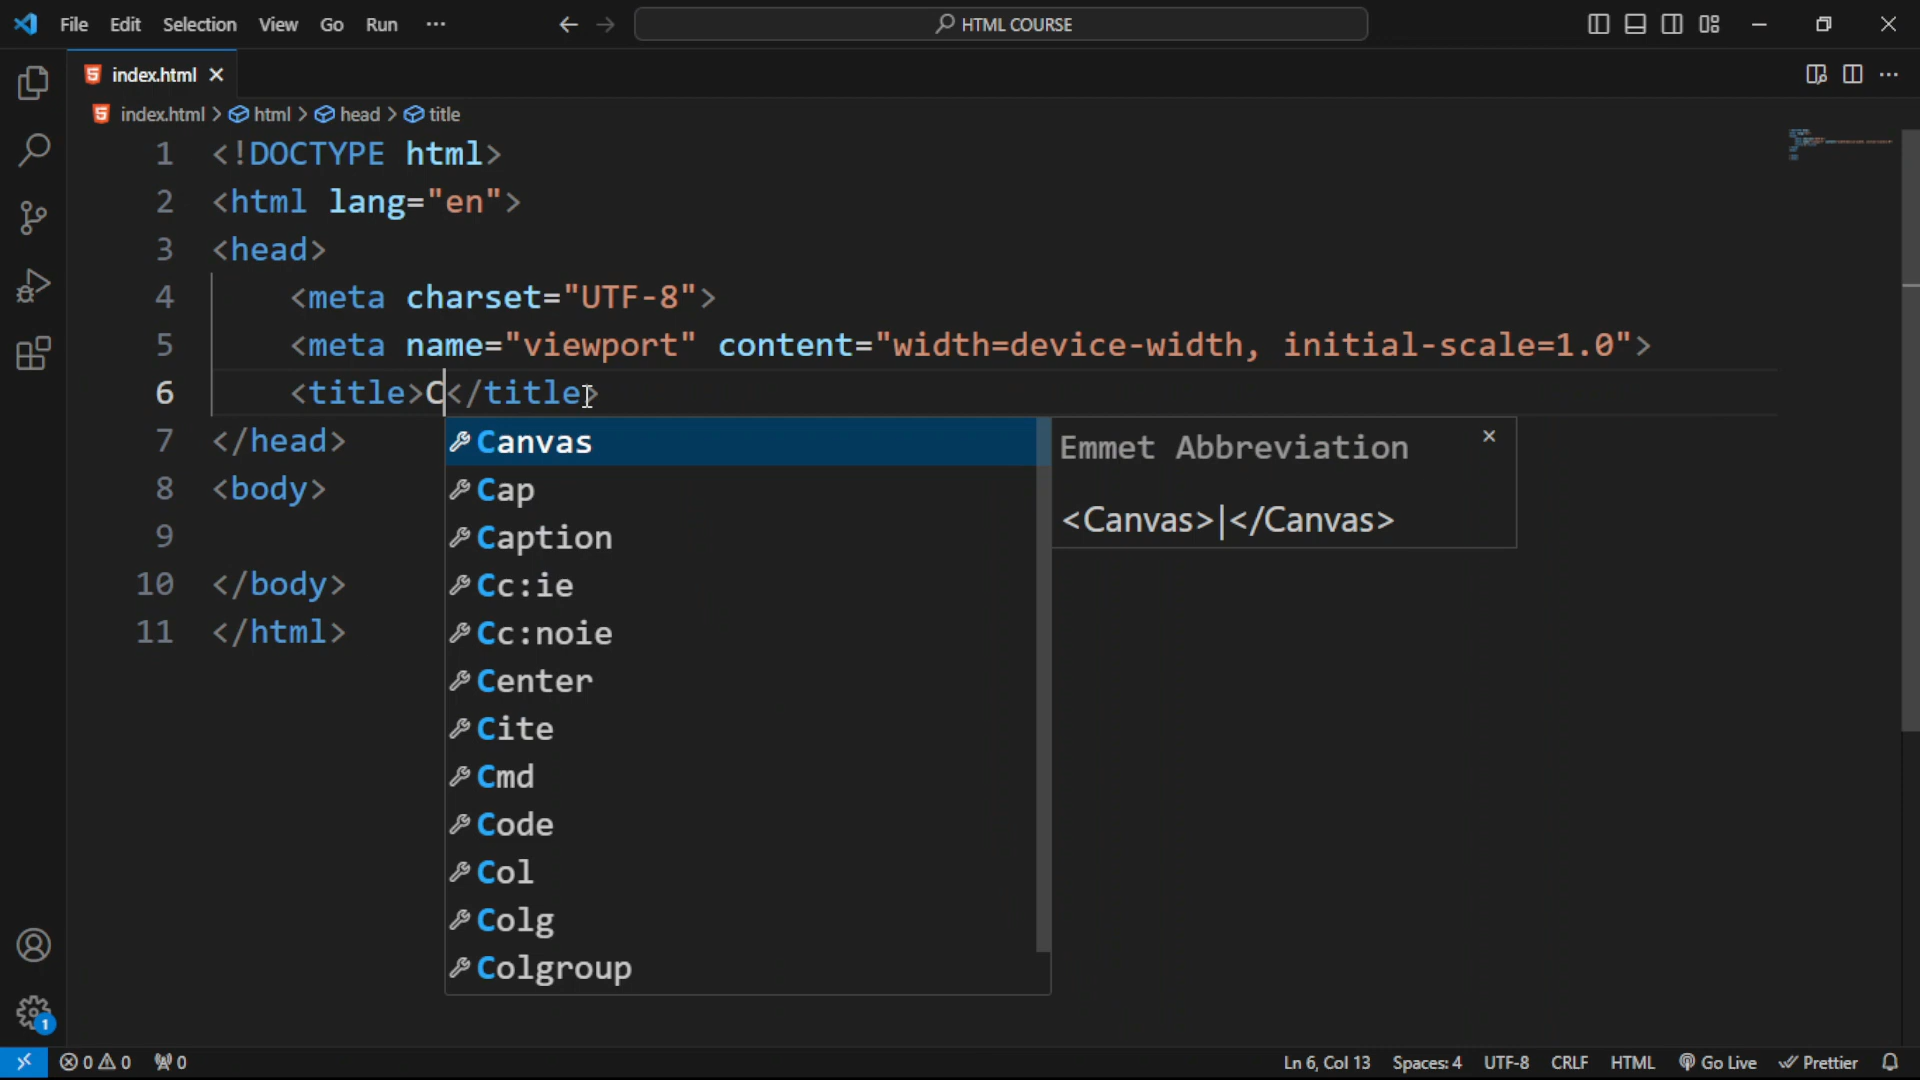 File Edit Selection View Go Run ··· HTML COURSE
index.html
index.html > html > head > title
1 <!DOCTYPE html>
2 <html lang="en">
3 <head>
4 <meta charset="UTF-8">
5 <meta name="viewport" content="width=device-width, initial-scale=1.0">
6 <title>C</title>
7 </head>
8 <body>
9
10 </body>
11 </html>
Canvas
Cap
Caption
Cc:ie
Cc:noie
Center
Cite
Cmd
Code
Col
Colg
Colgroup
Emmet Abbreviation
<Canvas>|</Canvas>
1
0 0 0 Ln 6, Col 13 Spaces: 4 UTF-8 CRLF HTML Go Live Prettier